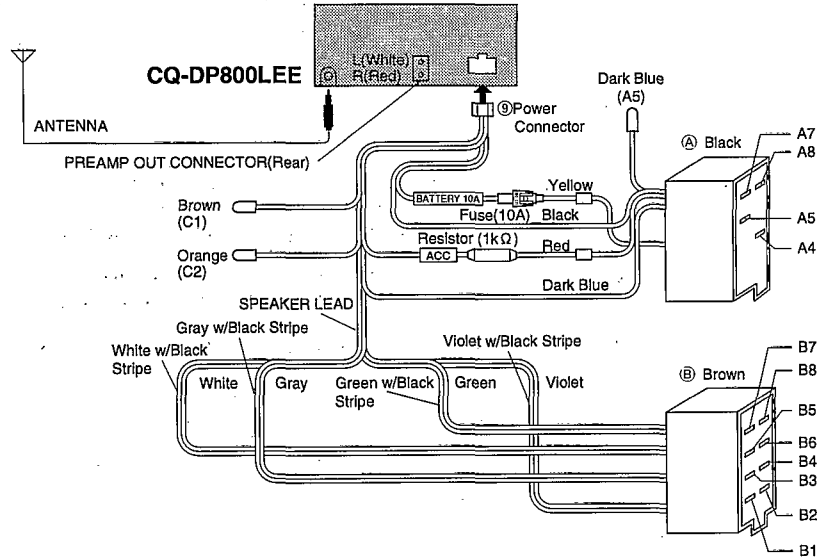 L(White)
R(Red)
CQ-DP800LEE
ANTENNA
⑨Power
Connector
PREAMP OUT CONNECTOR(Rear)
Dark Blue
(A5)
Ⓐ Black
A7
A8
A5
A4
Brown
(C1)
BATTERY 10A
Yellow
Fuse(10A)
Black
Orange
(C2)
Resistor (1kΩ)
ACC
Red
Dark Blue
SPEAKER LEAD
Gray w/Black Stripe
White w/Black
Stripe
White
Gray
Green w/Black
Stripe
Green
Violet w/Black Stripe
Violet
Ⓑ Brown
B7
B8
B5
B6
B4
B3
B2
B1